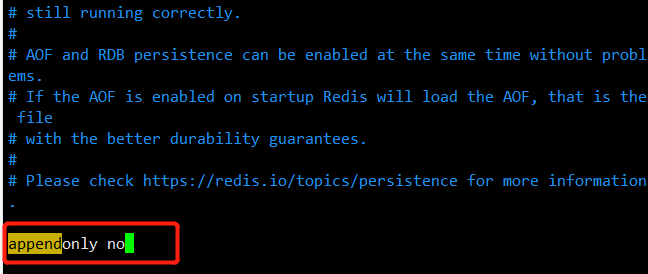 # still running correctly.
#
# AOF and RDB persistence can be enabled at the same time without probl
ems.
# If the AOF is enabled on startup Redis will load the AOF, that is the
 file
# with the better durability guarantees.
#
# Please check https://redis.io/topics/persistence for more information
.
appendonly no